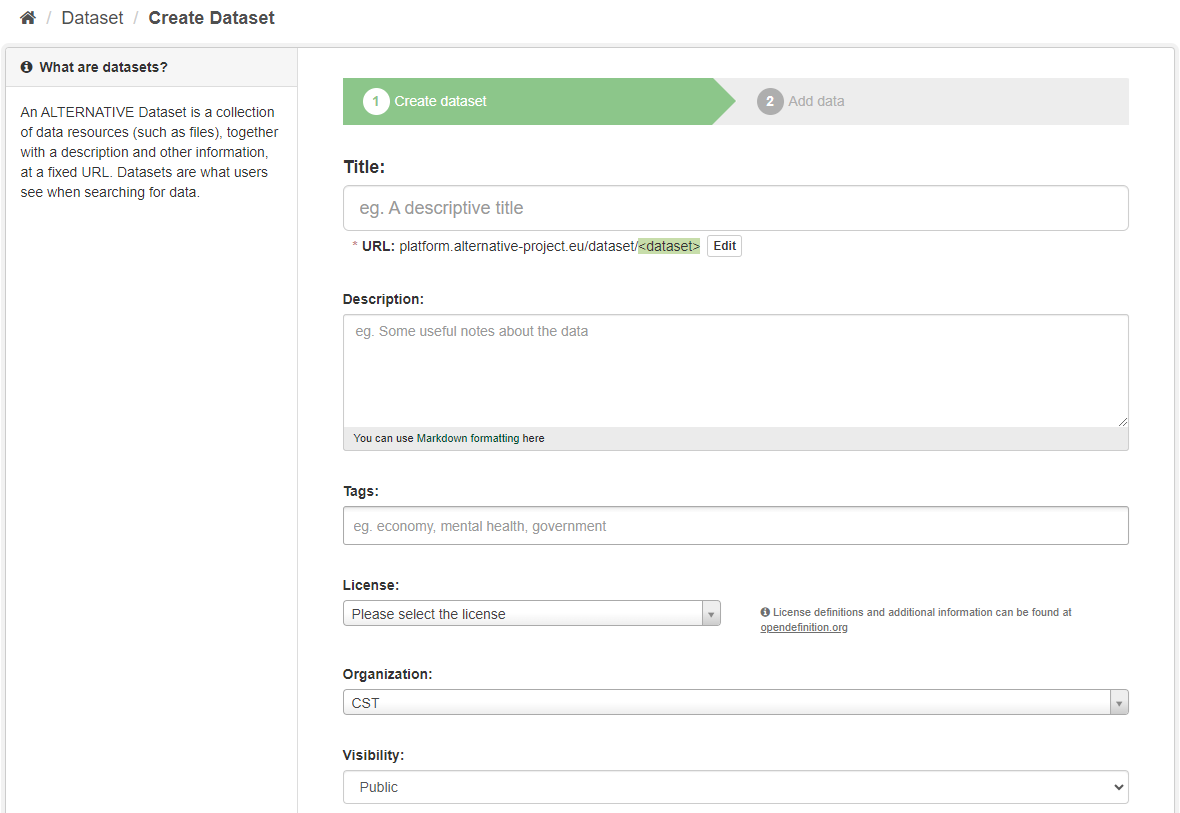 / Dataset / Create Dataset
What are datasets?
An ALTERNATIVE Dataset is a collection
of data resources (such as files), together
with a description and other information,
at a fixed URL. Datasets are what users
see when searching for data.
1 Create dataset
2 Add data
Title:
eg. A descriptive title
* URL: platform.alternative-project.eu/dataset/<dataset> Edit
Description:
eg. Some useful notes about the data
You can use Markdown formatting here
Tags:
eg. economy, mental health, government
License:
Please select the license
License definitions and additional information can be found at
opendefinition.org
Organization:
CST
Visibility:
Public